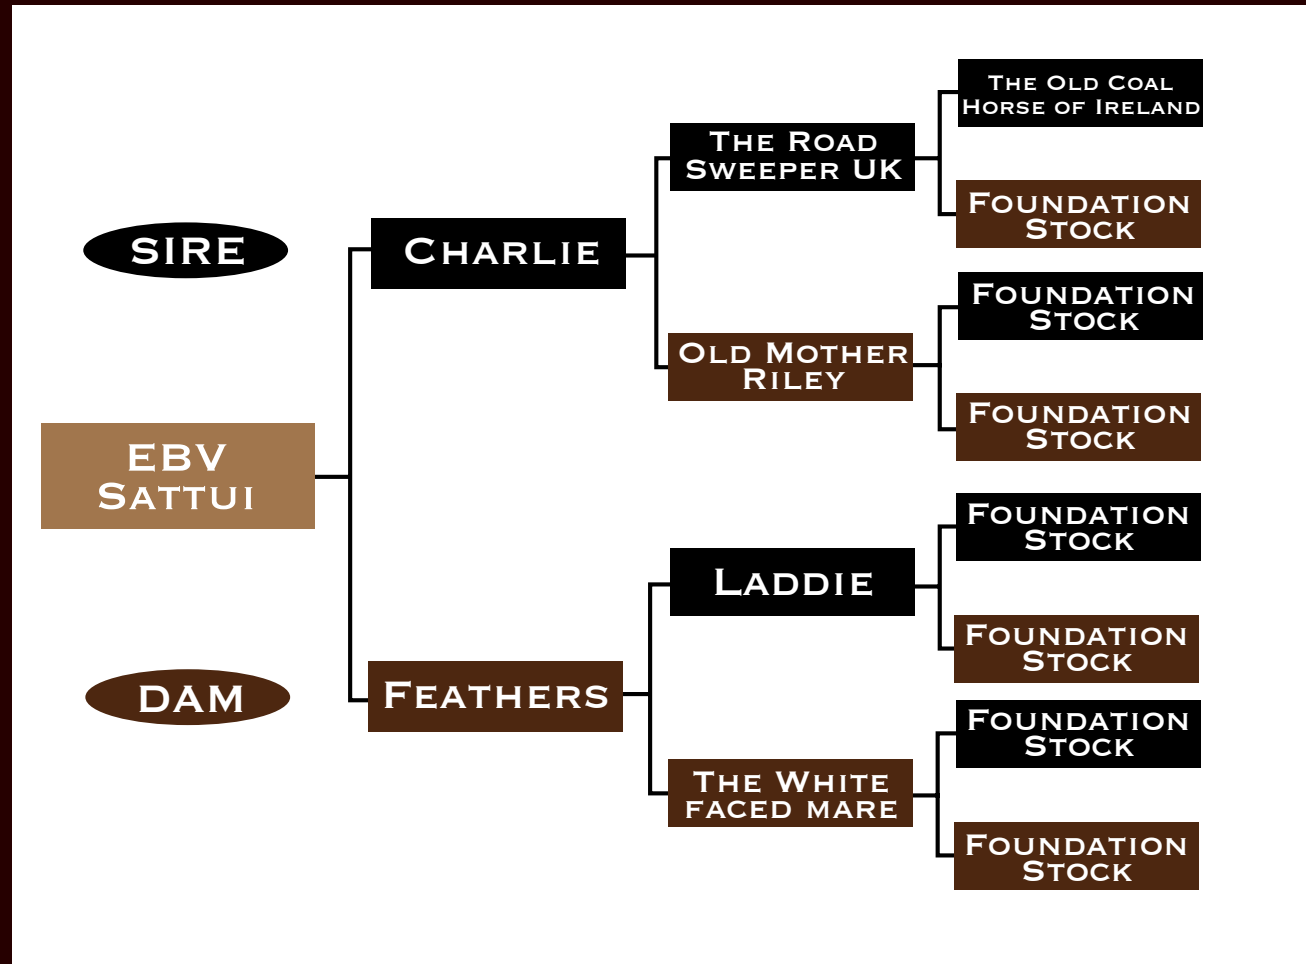 The Old Coal
Horse of Ireland
The Road
Sweeper UK
Foundation
Stock
SIRE
Charlie
Foundation
Stock
Old Mother
Riley
Foundation
Stock
EBV
Sattui
Foundation
Stock
Laddie
Foundation
Stock
DAM
Feathers
Foundation
Stock
The White
faced mare
Foundation
Stock